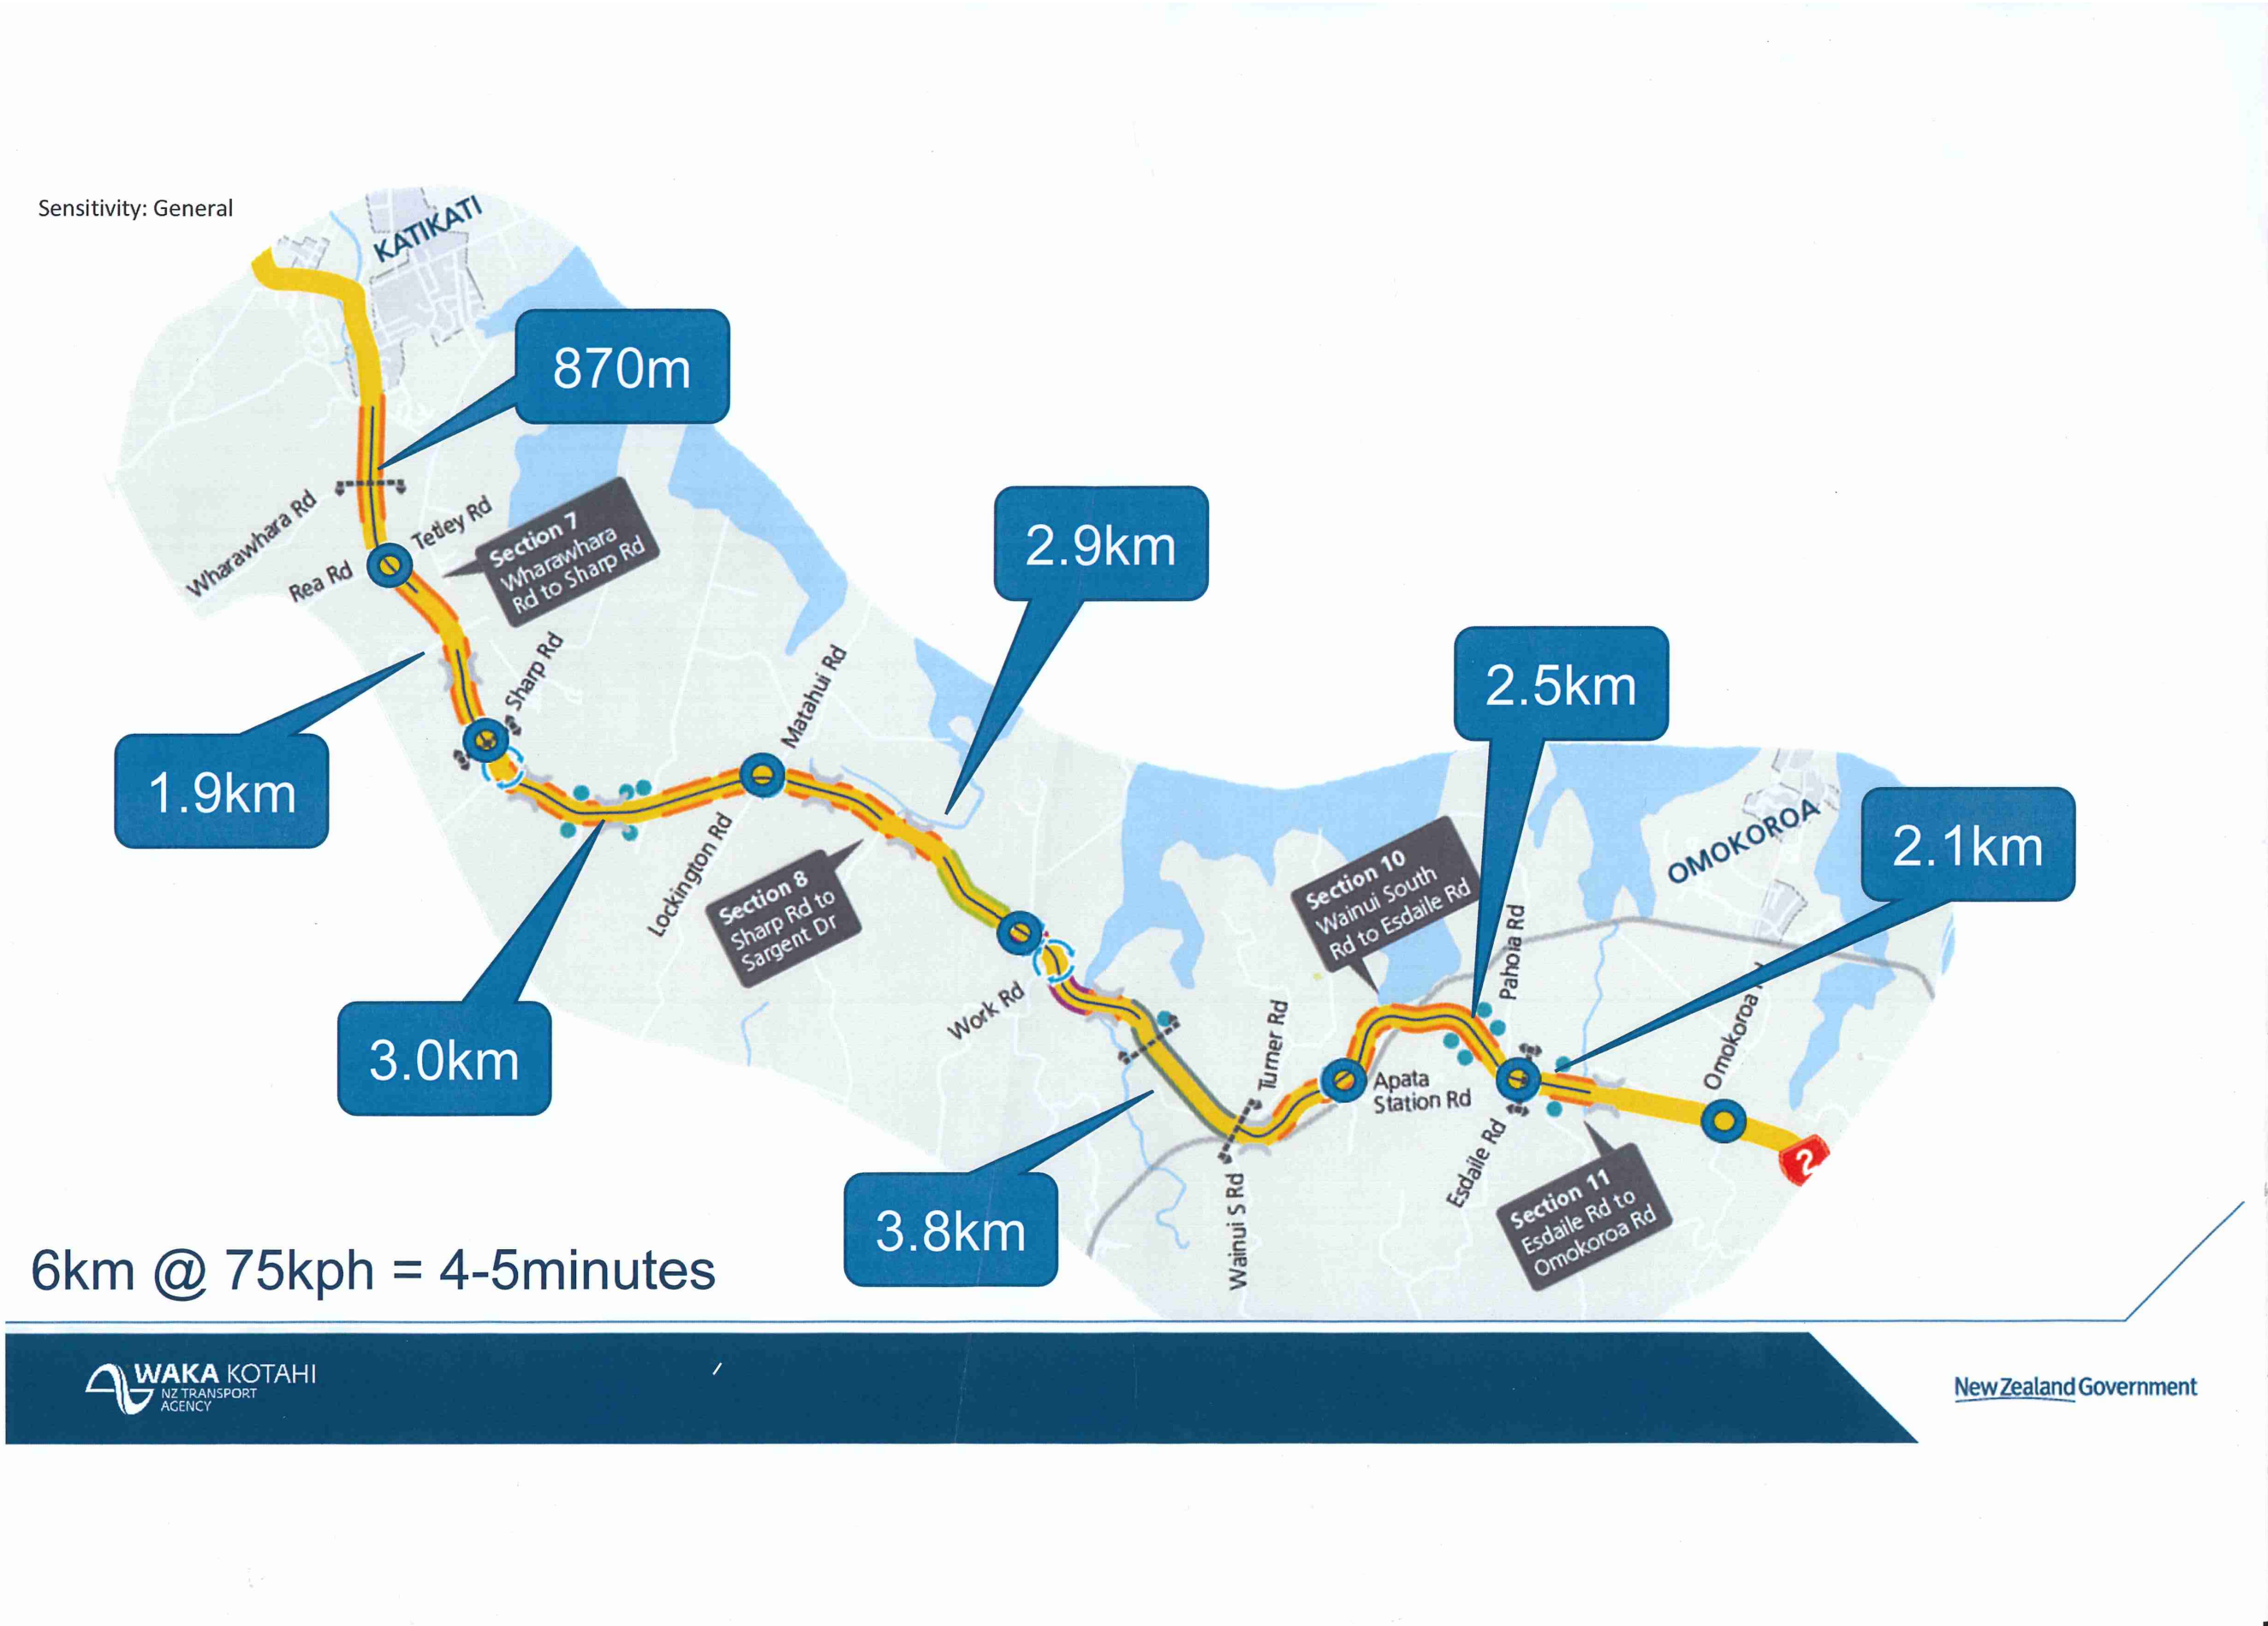 Sensitivity: General
KATIKATI
870m
Wharawhara Rd
Tetley Rd
Rea Rd
Section 7
Wharawhara
Rd to Sharp Rd
2.9km
Sharp Rd
Matahui Rd
2.5km
1.9km
OMOKOROA
2.1km
Lockington Rd
Section 8
Sharp Rd to
Sargent Dr
Section 10
Wainui South
Rd to Esdaile Rd
Pahoia Rd
Work Rd
3.0km
Turner Rd
Apata
Station Rd
Omokoroa
Esdaile Rd
2
3.8km
Wainui S Rd
Section 11
Esdaile Rd to
Omokoroa Rd
6km @ 75kph = 4-5minutes
WAKA KOTAHI
NZ TRANSPORT
AGENCY
New Zealand Government